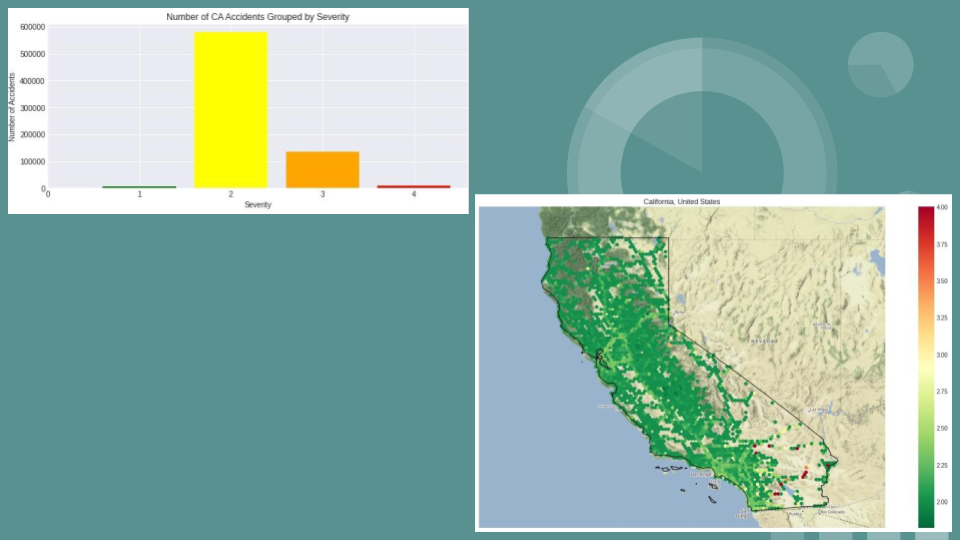 Number of CA Accidents Grouped by Severity
Number of Accidents
600000
500000
400000
300000
200000
100000
0
0 1 2 3 4
Severity
California, United States
4.00
3.75
3.50
3.25
3.00
2.75
2.50
2.25
2.00
NEVADA